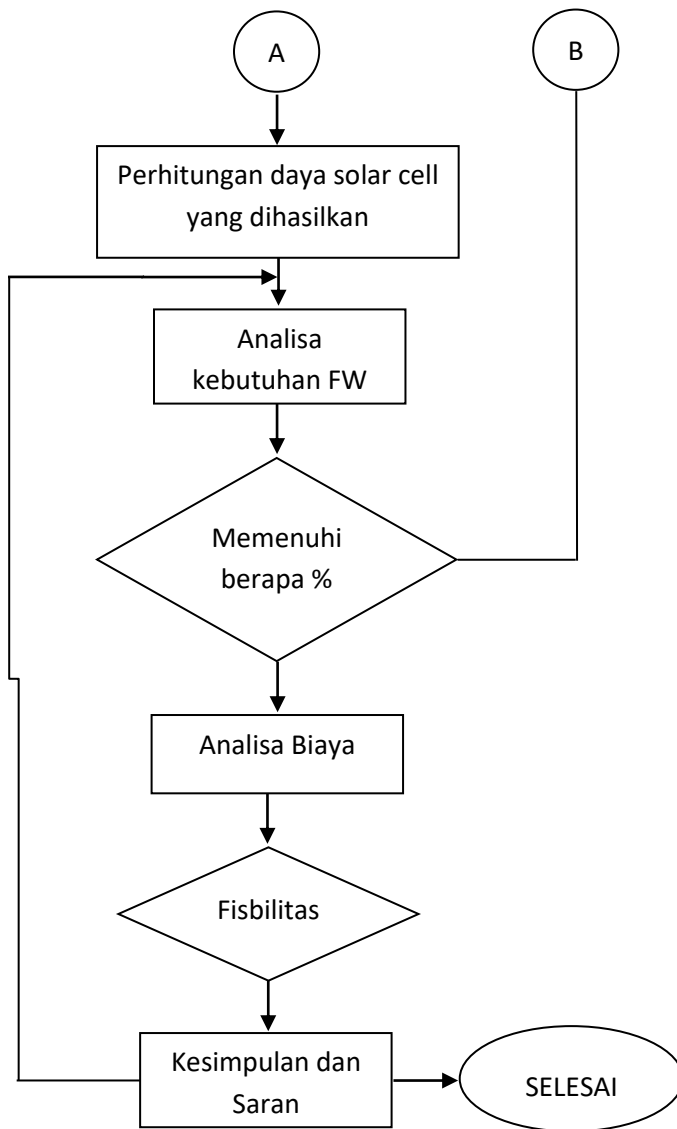 A
B
Perhitungan daya solar cell
yang dihasilkan
Analisa
kebutuhan FW
Memenuhi
berapa %
Analisa Biaya
Fisbilitas
Kesimpulan dan
Saran
SELESAI